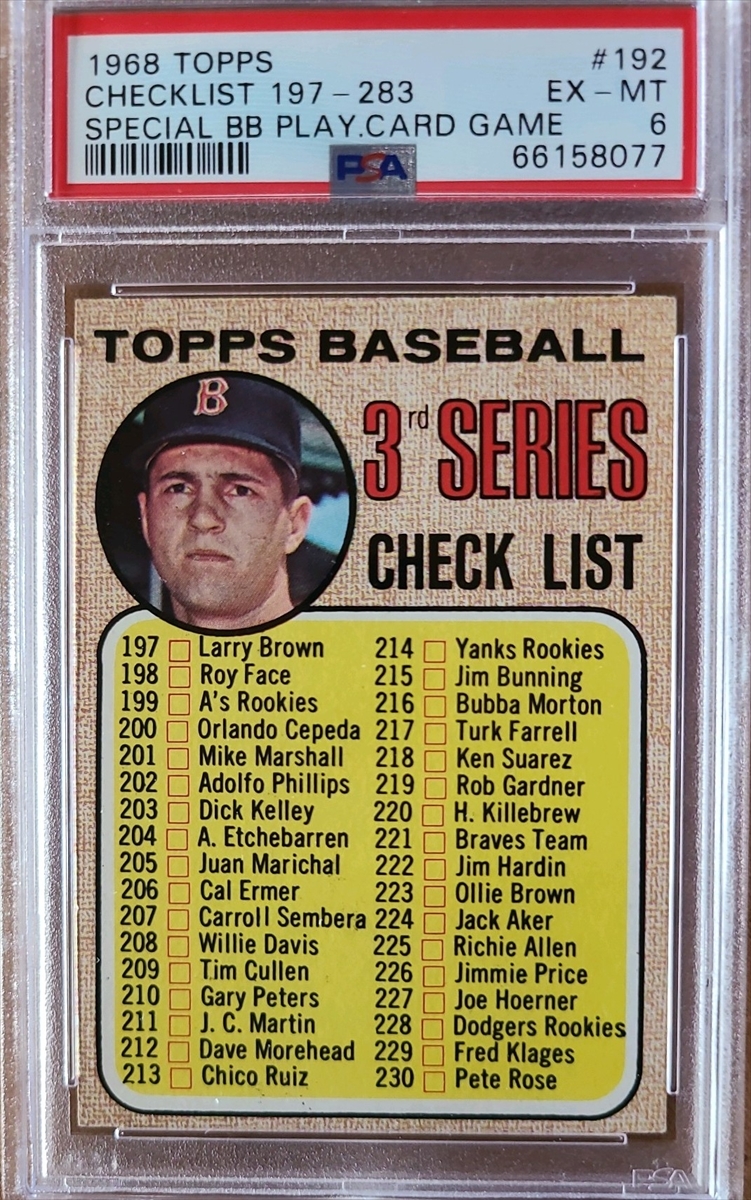 1968 TOPPS #192
CHECKLIST 197-283 EX-MT
SPECIAL BB PLAY.CARD GAME 6
PSA 66158077
TOPPS BASEBALL
B
3rd SERIES
CHECK LIST
197 Larry Brown
198 Roy Face
199 A's Rookies
200 Orlando Cepeda
201 Mike Marshall
202 Adolfo Phillips
203 Dick Kelley
204 A. Etchebarren
205 Juan Marichal
206 Cal Ermer
207 Carroll Sembera
208 Willie Davis
209 Tim Cullen
210 Gary Peters
211 J. C. Martin
212 Dave Morehead
213 Chico Ruiz
214 Yanks Rookies
215 Jim Bunning
216 Bubba Morton
217 Turk Farrell
218 Ken Suarez
219 Rob Gardner
220 H. Killebrew
221 Braves Team
222 Jim Hardin
223 Ollie Brown
224 Jack Aker
225 Richie Allen
226 Jimmie Price
227 Joe Hoerner
228 Dodgers Rookies
229 Fred Klages
230 Pete Rose
PSA